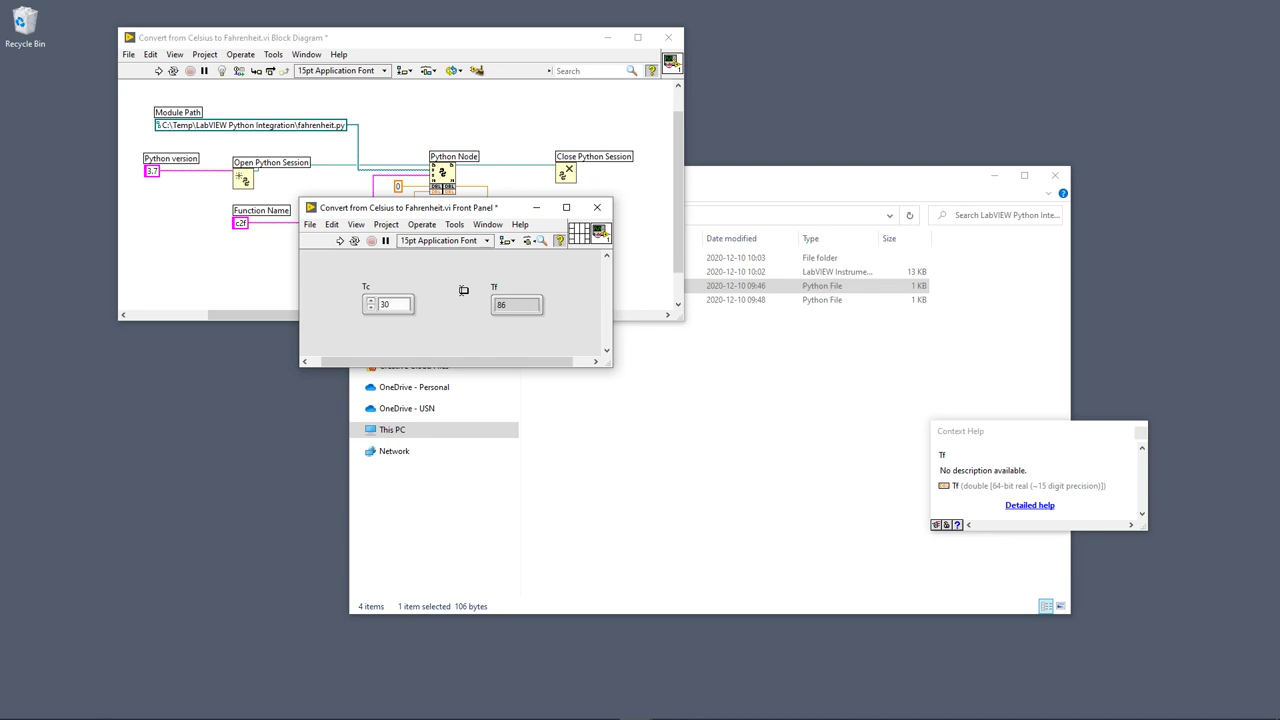 Recycle Bin
Convert from Celsius to Fahrenheit.vi Block Diagram *
File Edit View Project Operate Tools Window Help
15pt Application Font
Search
Module Path
C:\Temp\LabVIEW Python Integration\fahrenheit.py
Python version
3.7
Open Python Session
Python Node
Close Python Session
0
DBL DBL
Function Name
c2f
Convert from Celsius to Fahrenheit.vi Front Panel *
File Edit View Project Operate Tools Window Help
15pt Application Font
Tc
30
Tf
86
Search LabVIEW Python Inte...
Date modified Type Size
2020-12-10 10:03 File folder
2020-12-10 10:02 LabVIEW Instrume... 13 KB
2020-12-10 09:46 Python File 1 KB
2020-12-10 09:48 Python File 1 KB
OneDrive - Personal
OneDrive - USN
This PC
Network
4 items 1 item selected 106 bytes
Context Help
Tf
No description available.
Tf (double [64-bit real (~15 digit precision)])
Detailed help